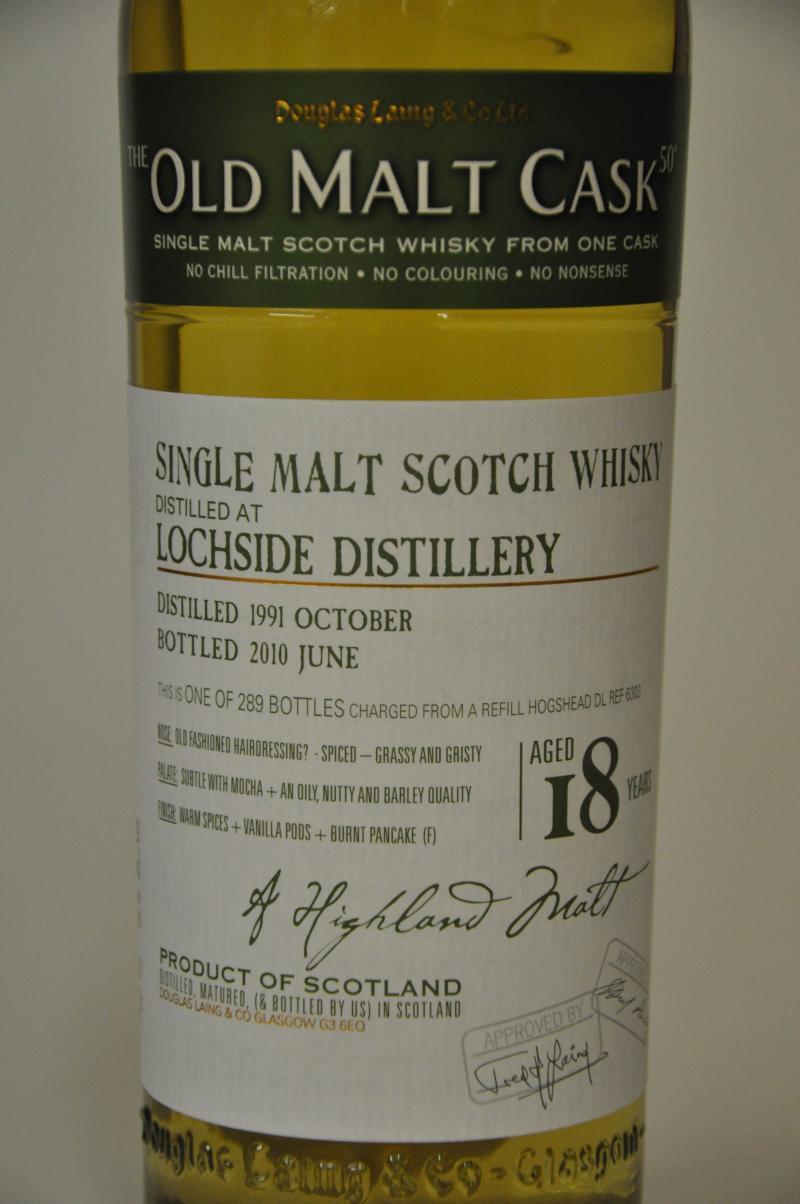 Douglas Laing & Co Ltd
THE OLD MALT CASK 50°
SINGLE MALT SCOTCH WHISKY FROM ONE CASK
NO CHILL FILTRATION • NO COLOURING • NO NONSENSE
SINGLE MALT SCOTCH WHISKY
DISTILLED AT
LOCHSIDE DISTILLERY
DISTILLED 1991 OCTOBER
BOTTLED 2010 JUNE
THIS IS ONE OF 289 BOTTLES CHARGED FROM A REFILL HOGSHEAD DL REF 6303
NOSE: OLD FASHIONED HAIRDRESSING? - SPICED — GRASSY AND GRISTY
PALATE: SUBTLE WITH MOCHA + AN OILY, NUTTY AND BARLEY QUALITY
FINISH: WARM SPICES + VANILLA PODS + BURNT PANCAKE (F)
AGED
18 YEARS
A Highland Malt
PRODUCT OF SCOTLAND
DISTILLED, MATURED, (& BOTTLED BY US) IN SCOTLAND
DOUGLAS LAING & CO GLASGOW G3 6EQ
APPROVED BY
Fred H Laing
Douglas Laing & Co - Glasgow